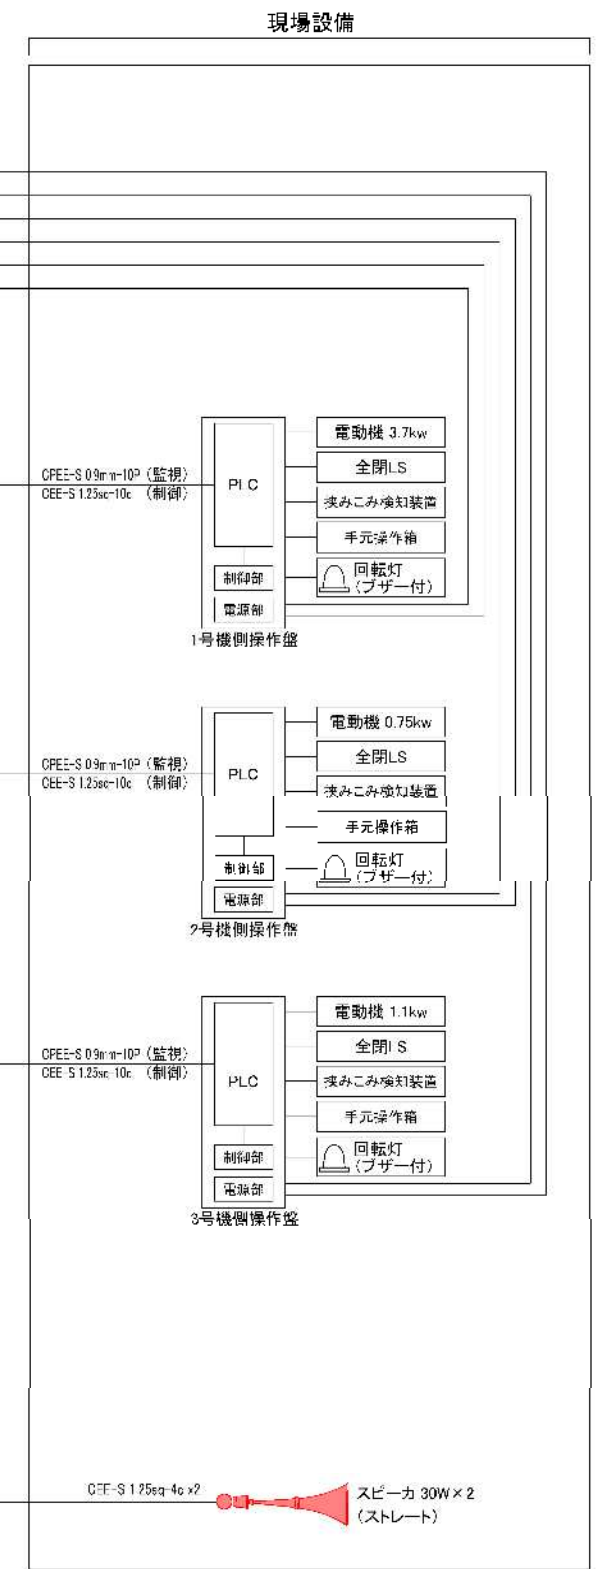 現場設備
電動機 3.7kw
全閉LS
CPEE-S 0.9mm-10P（監視）
CEE-S 1.25sq-10c （制御）
PLC
挟みこみ検知装置
手元操作箱
回転灯
（ブザー付）
制御部
電源部
1号機側操作盤
電動機 0.75kw
全閉LS
CPEE-S 0.9mm-10P（監視）
CEE-S 1.25sq-10c （制御）
PLC
挟みこみ検知装置
手元操作箱
回転灯
（ブザー付）
制御部
電源部
2号機側操作盤
電動機 1.1kw
全閉LS
CPEE-S 0.9mm-10P（監視）
CEE-S 1.25sq-10c （制御）
PLC
挟みこみ検知装置
手元操作箱
回転灯
（ブザー付）
制御部
電源部
3号機側操作盤
CEE-S 1.25sq-4c x2
スピーカ 30W×2
（ストレート）